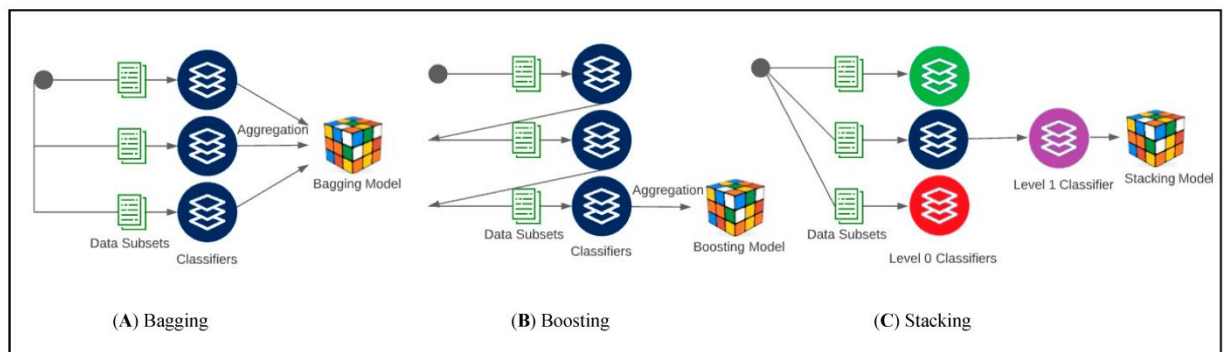 Aggregation
Bagging Model
Data Subsets
Classifiers
(A) Bagging
Aggregation
Data Subsets
Classifiers
Boosting Model
(B) Boosting
Level 1 Classifier
Stacking Model
Data Subsets
Level 0 Classifiers
(C) Stacking